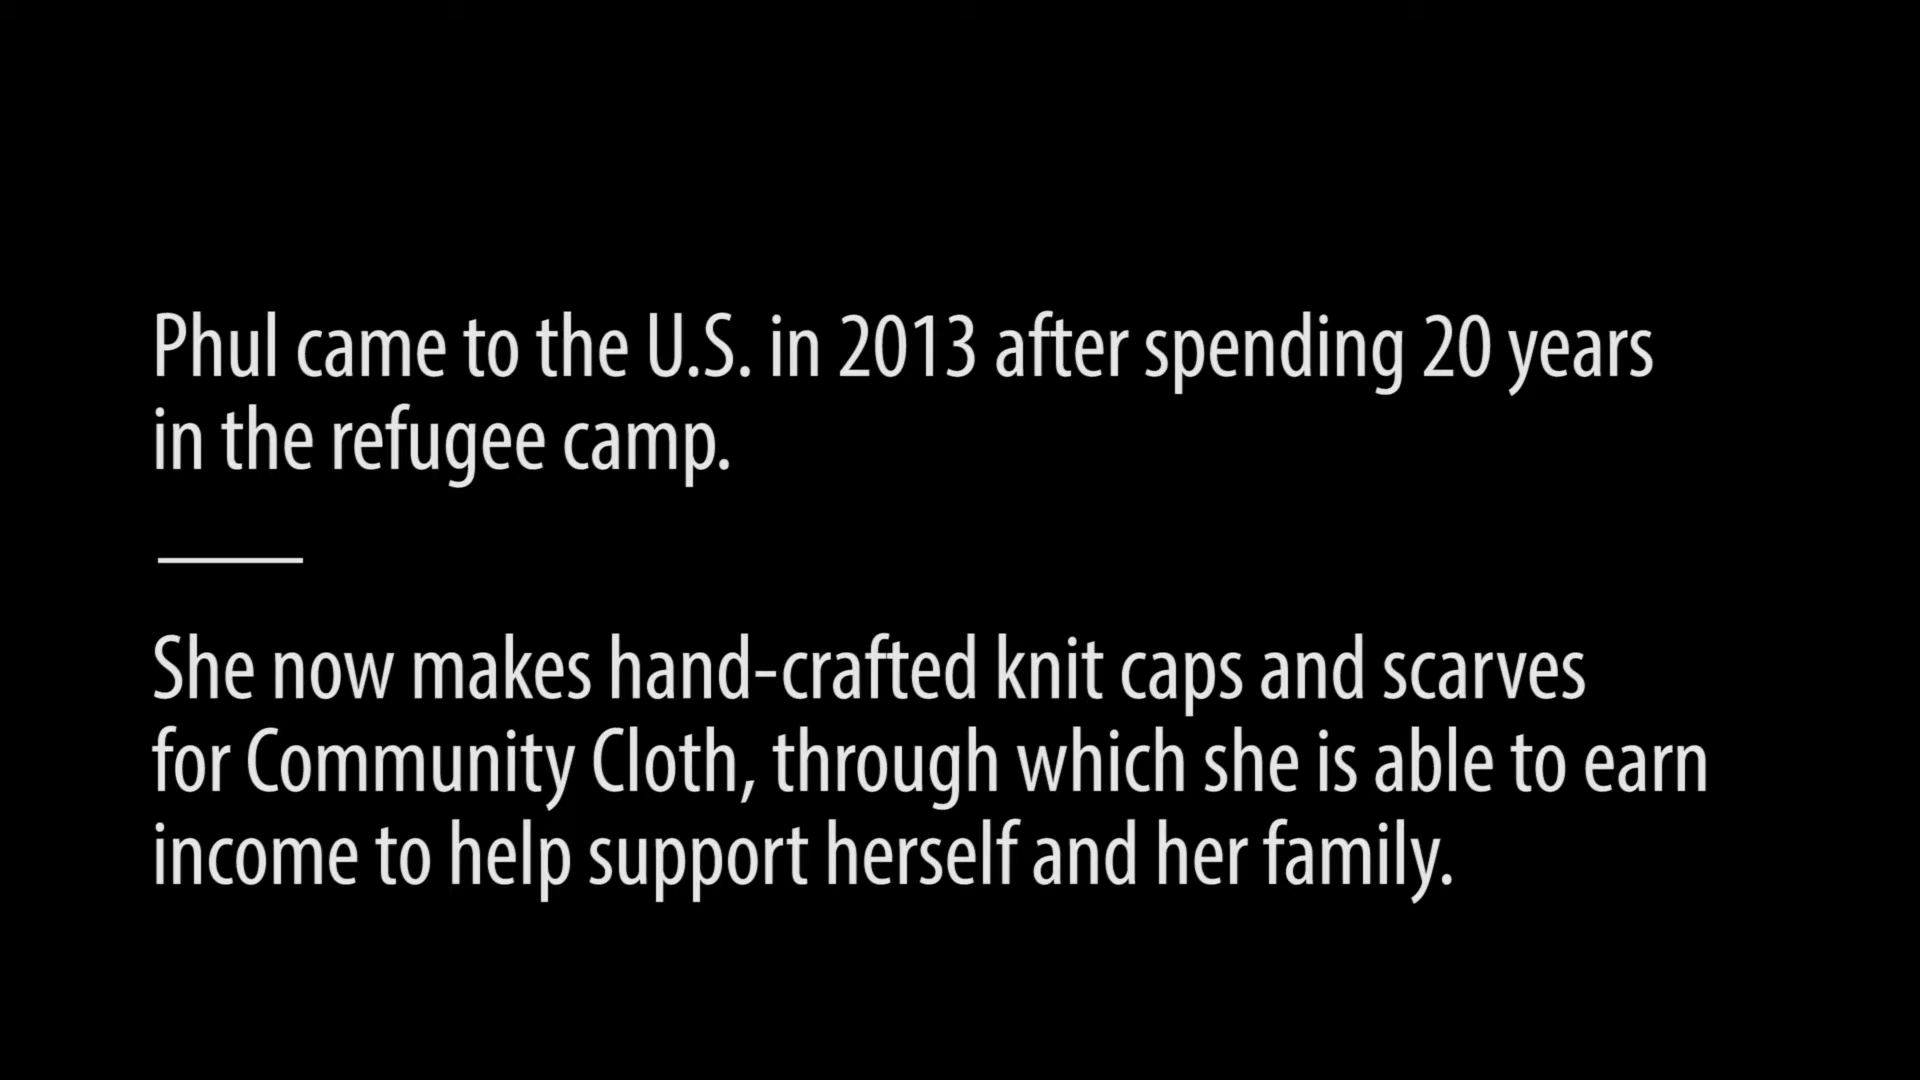 Phul came to the U.S. in 2013 after spending 20 years
in the refugee camp.
She now makes hand-crafted knit caps and scarves
for Community Cloth, through which she is able to earn
income to help support herself and her family.